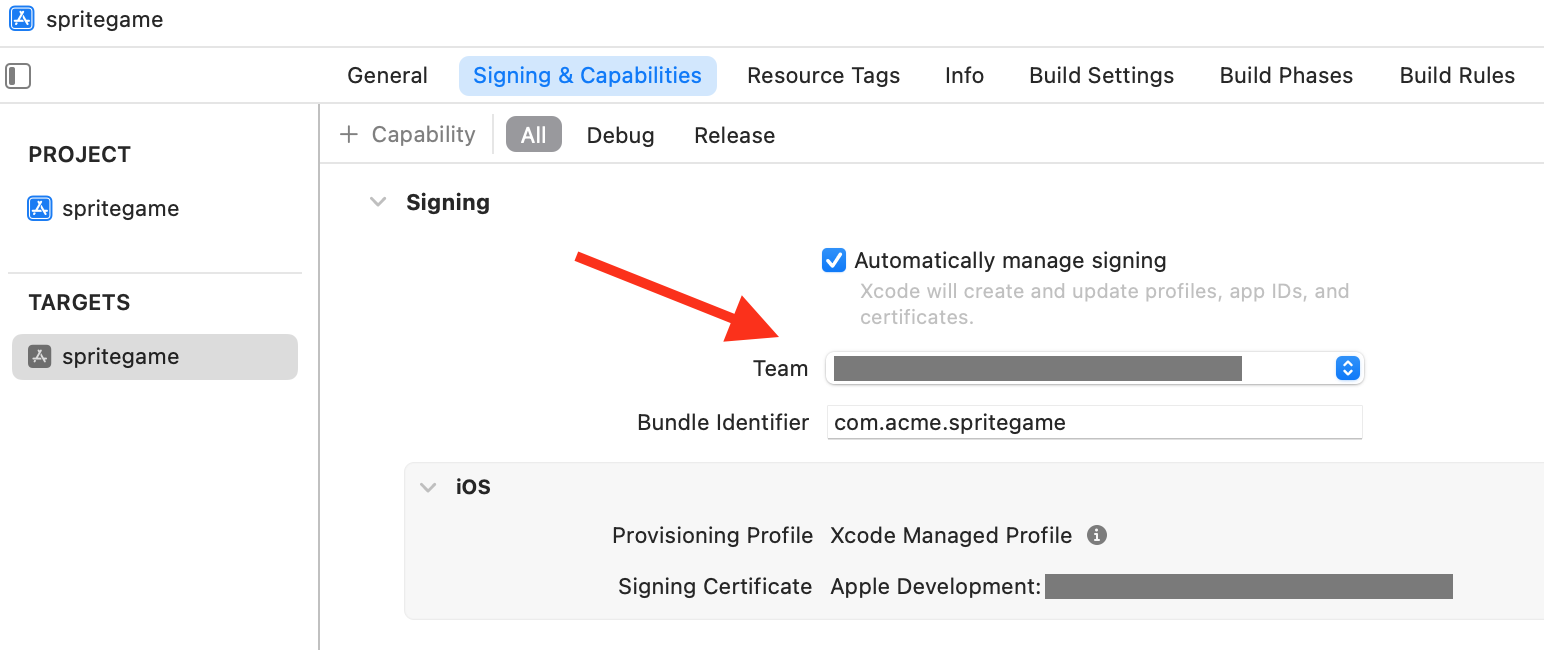 spritegame
General Signing & Capabilities Resource Tags Info Build Settings Build Phases Build Rules
+ Capability All Debug Release
PROJECT
spritegame
TARGETS
spritegame
Signing
Automatically manage signing
Xcode will create and update profiles, app IDs, and
certificates.
Team
Bundle Identifier com.acme.spritegame
iOS
Provisioning Profile Xcode Managed Profile
Signing Certificate Apple Development: